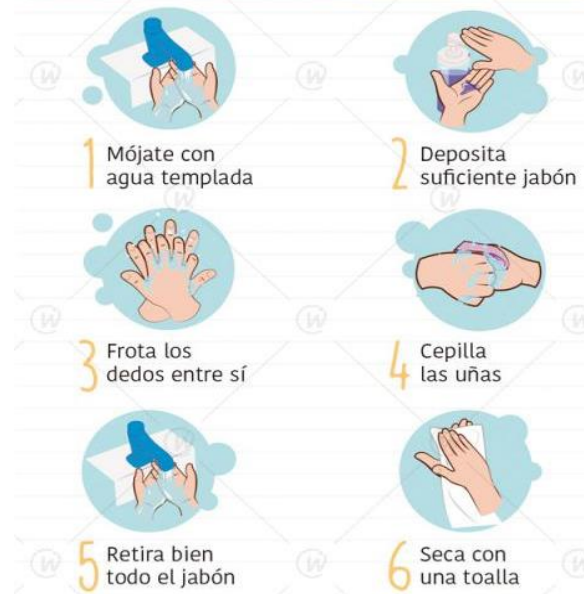 1 Mójate con
agua templada
2 Deposita
suficiente jabón
3 Frota los
dedos entre sí
4 Cepilla
las uñas
5 Retira bien
todo el jabón
6 Seca con
una toalla